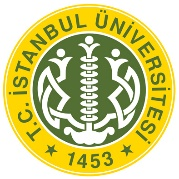 T.C. İSTANBUL ÜNİVERSİTESİ
1453